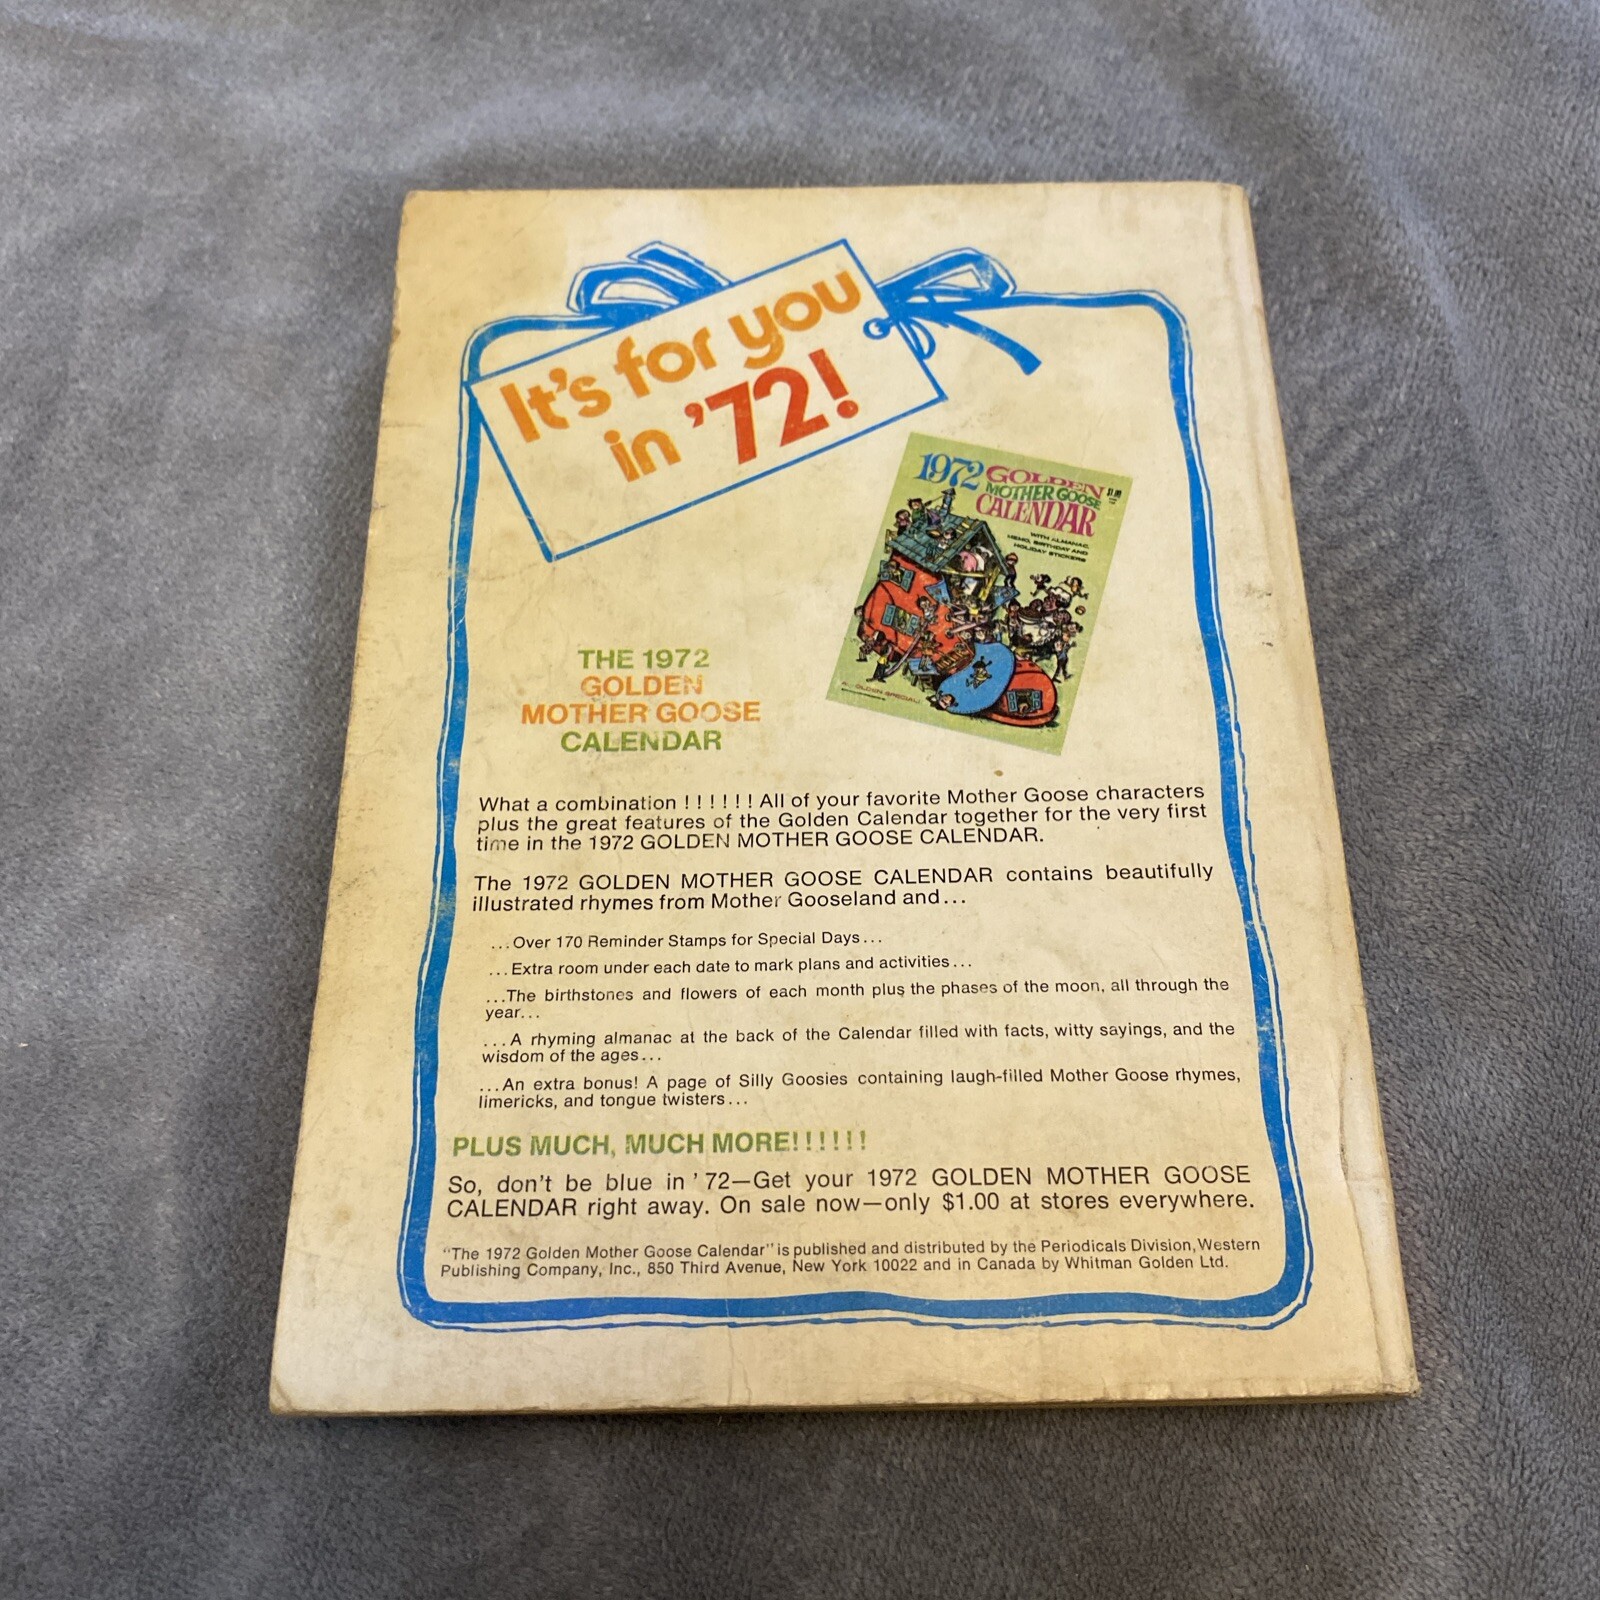 It's for you
in '72!
1972 GOLDEN
MOTHER GOOSE
CALENDAR
WITH ALMANAC,
MEMO, BIRTHDAY AND
HOLIDAY STICKERS
THE 1972
GOLDEN
MOTHER GOOSE
CALENDAR
What a combination ! ! ! ! ! ! All of your favorite Mother Goose characters
plus the great features of the Golden Calendar together for the very first
time in the 1972 GOLDEN MOTHER GOOSE CALENDAR.
The 1972 GOLDEN MOTHER GOOSE CALENDAR contains beautifully
illustrated rhymes from Mother Gooseland and...
...Over 170 Reminder Stamps for Special Days...
...Extra room under each date to mark plans and activities...
...The birthstones and flowers of each month plus the phases of the moon, all through the
year...
...A rhyming almanac at the back of the Calendar filled with facts, witty sayings, and the
wisdom of the ages...
...An extra bonus! A page of Silly Goosies containing laugh-filled Mother Goose rhymes,
limericks, and tongue twisters...
PLUS MUCH, MUCH MORE!!!!!!
So, don't be blue in '72—Get your 1972 GOLDEN MOTHER GOOSE
CALENDAR right away. On sale now—only $1.00 at stores everywhere.
"The 1972 Golden Mother Goose Calendar" is published and distributed by the Periodicals Division, Western
Publishing Company, Inc., 850 Third Avenue, New York 10022 and in Canada by Whitman Golden Ltd.